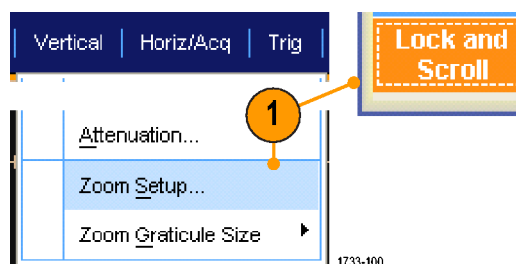 Vertical | Horiz/Acq | Trig
Lock and
Scroll
1
Attenuation...
Zoom Setup...
Zoom Graticule Size
1733-100